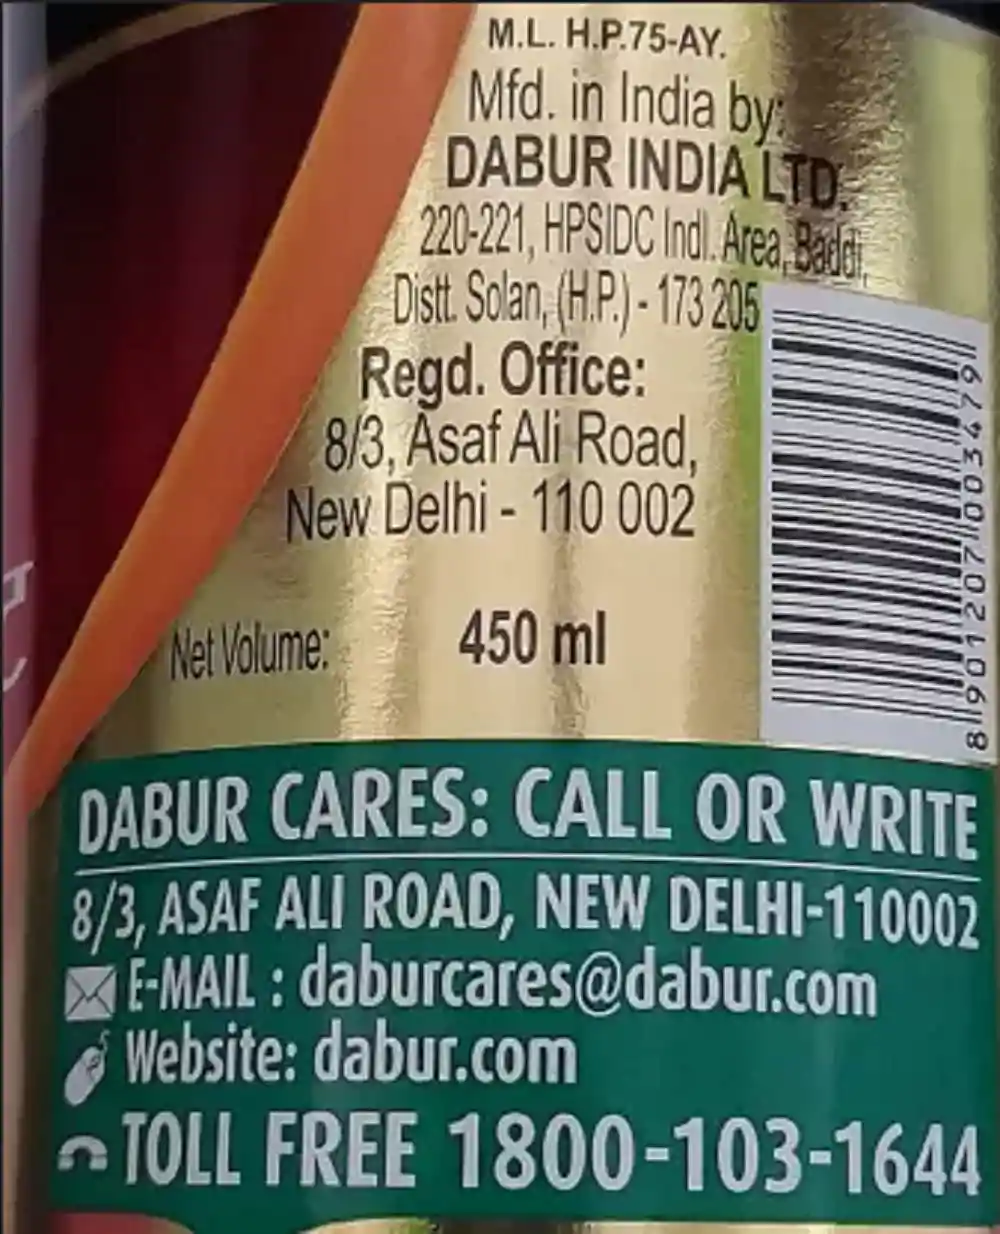 M.L. H.P.75-AY.
Mfd. in India by:
DABUR INDIA LTD.
220-221, HPSIDC Indl. Area, Baddi,
Distt. Solan, (H.P.) - 173 205
Regd. Office:
8/3, Asaf Ali Road,
New Delhi - 110 002
Net Volume: 450 ml
8 901207 003479
DABUR CARES: CALL OR WRITE
8/3, ASAF ALI ROAD, NEW DELHI-110002
E-MAIL : daburcares@dabur.com
Website: dabur.com
TOLL FREE 1800-103-1644